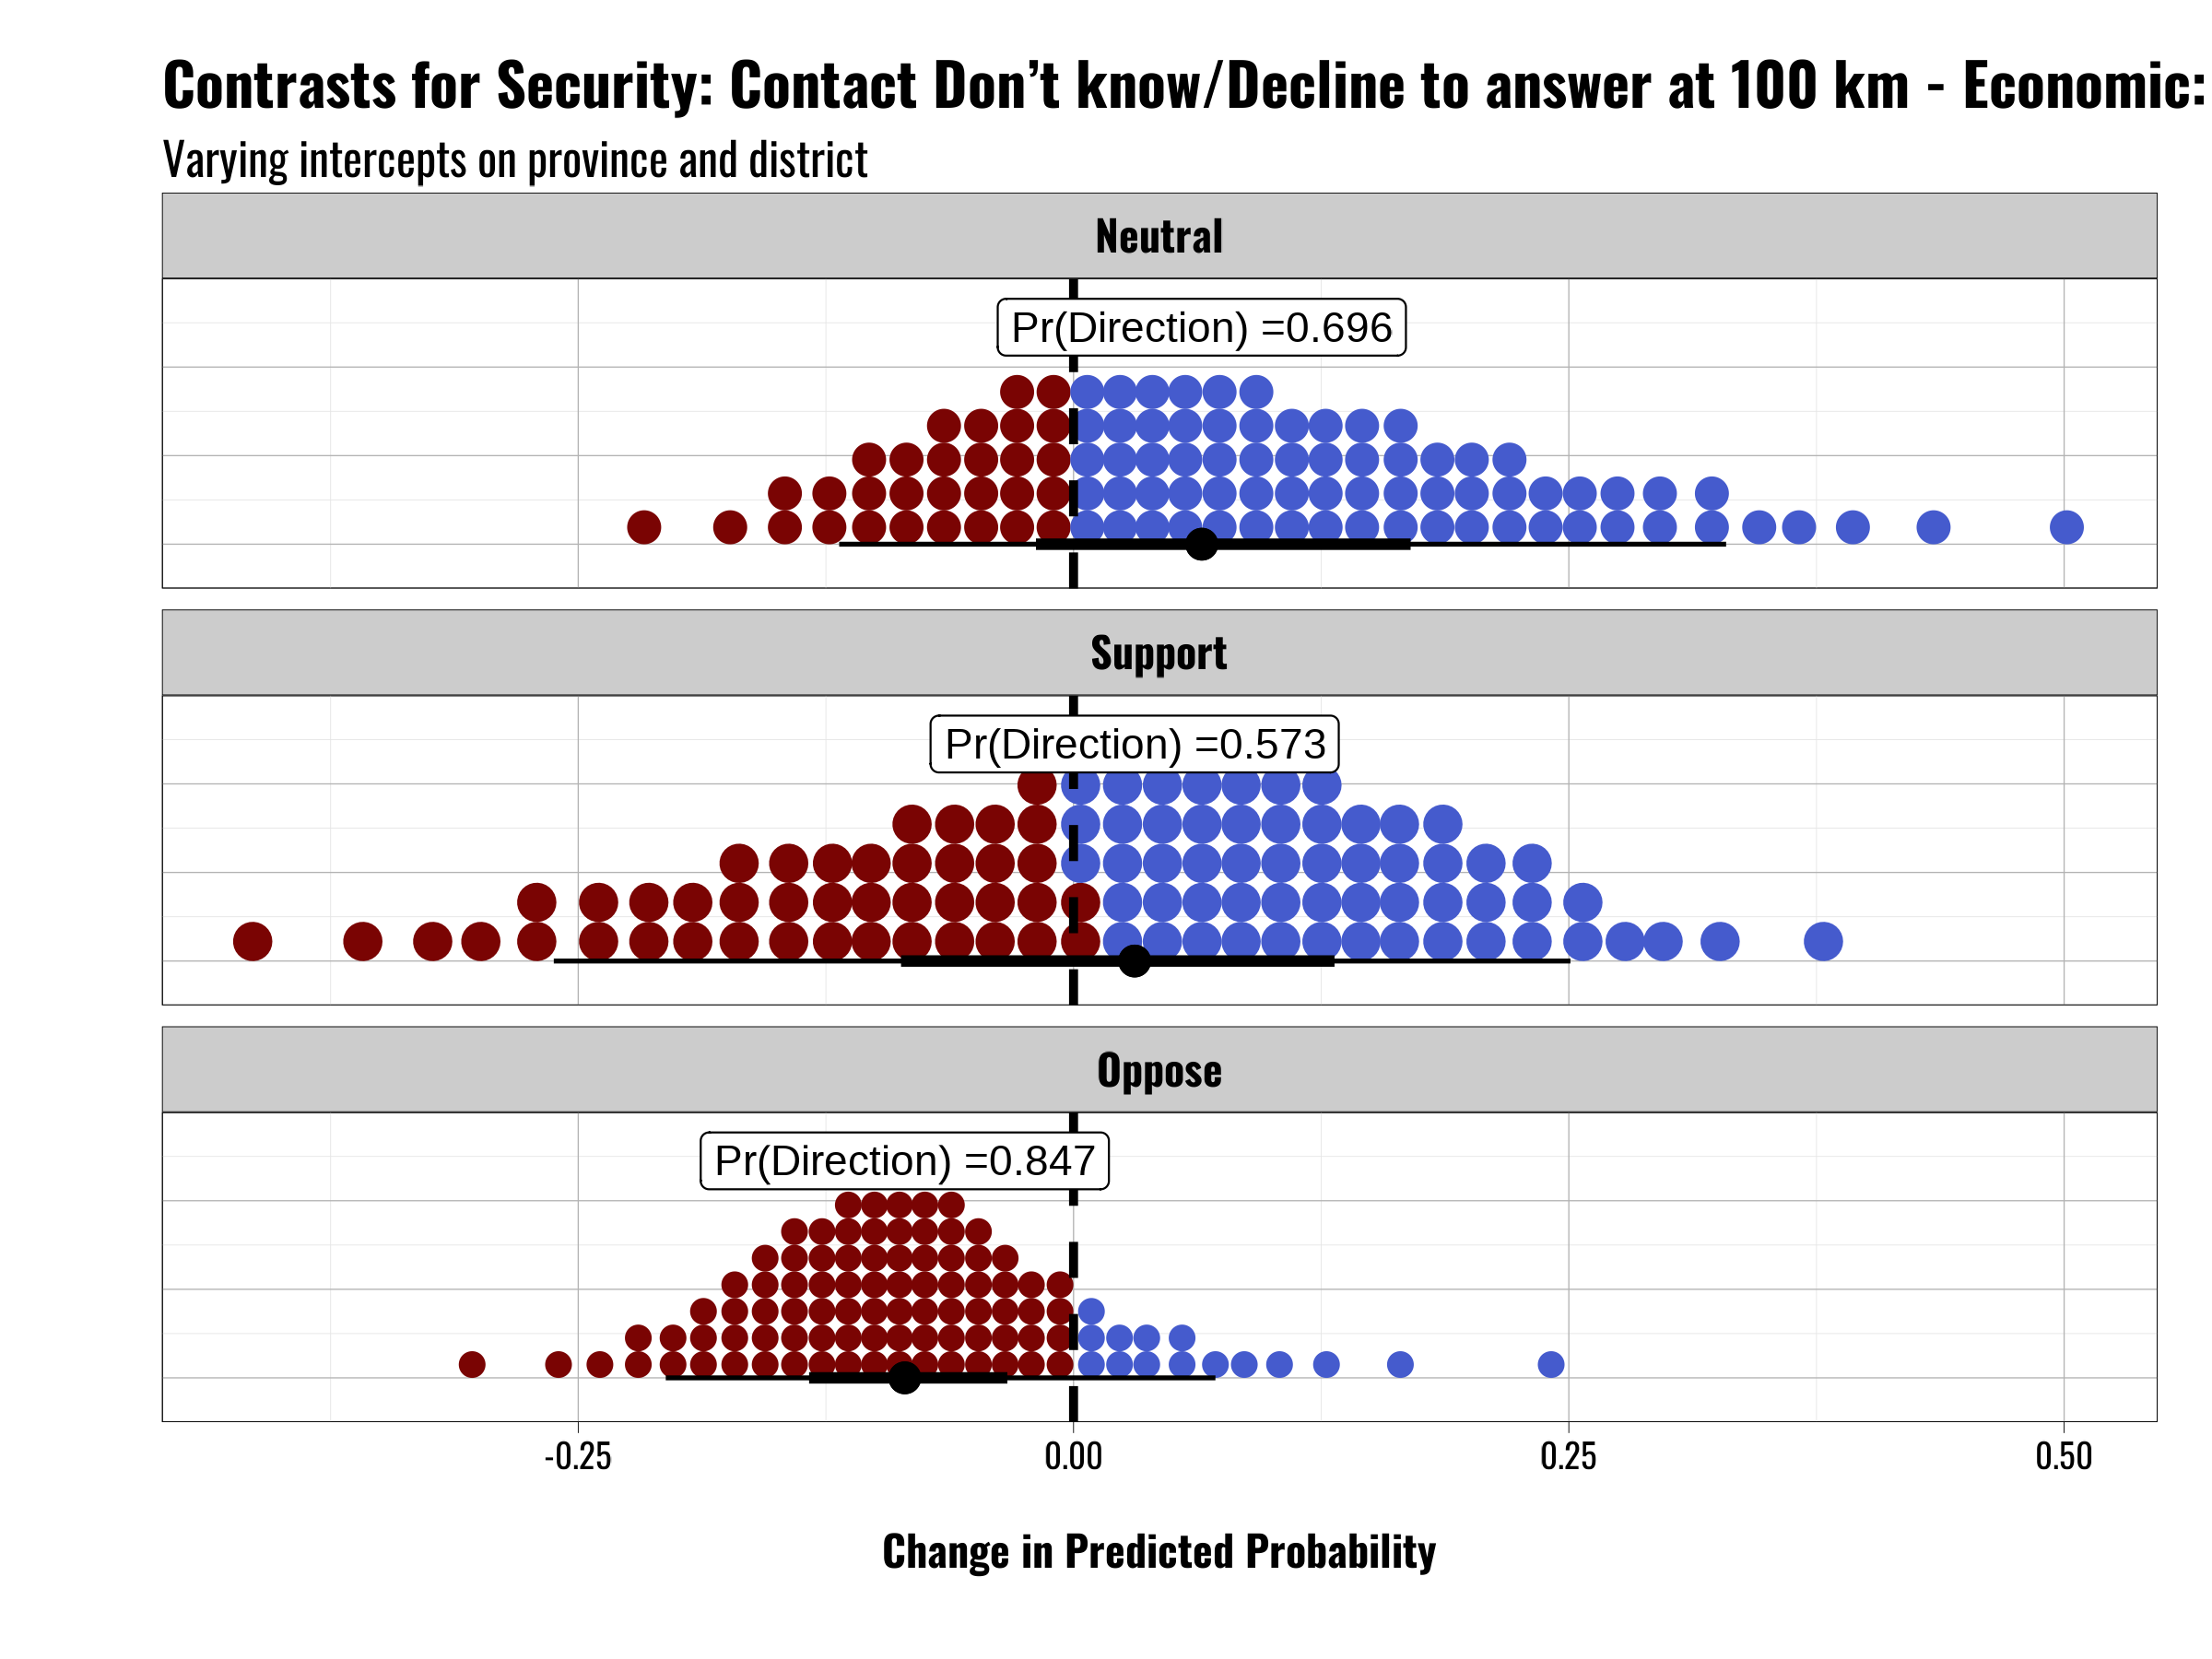 Contrasts for Security: Contact Don’t know/Decline to answer at 100 km - Economic:
Varying intercepts on province and district
Neutral
Pr(Direction) =0.696
Support
Pr(Direction) =0.573
Oppose
Pr(Direction) =0.847
-0.25 0.00 0.25 0.50
Change in Predicted Probability